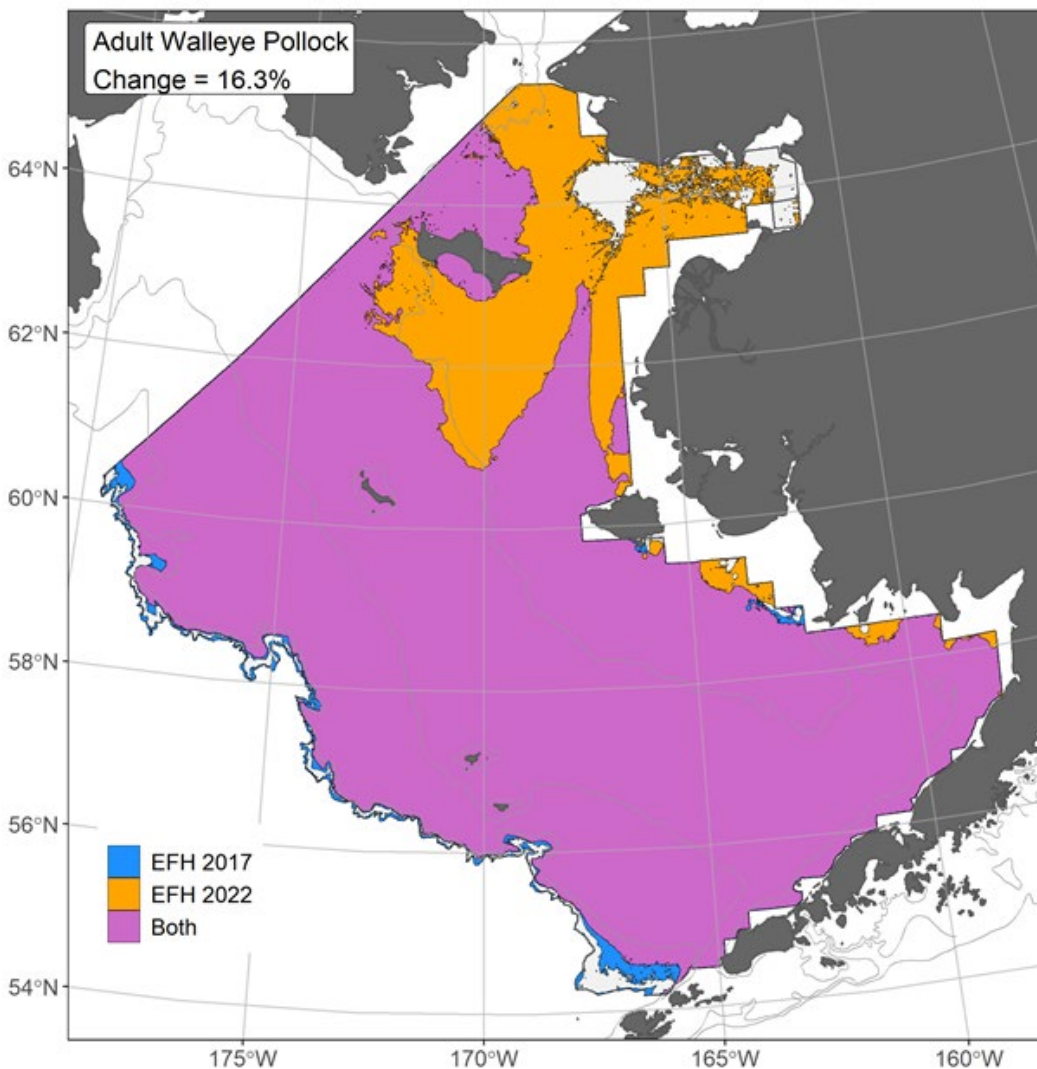 Adult Walleye Pollock
Change = 16.3%
64°N
62°N
60°N
58°N
56°N
54°N
EFH 2017
EFH 2022
Both
175°W
170°W
165°W
160°W